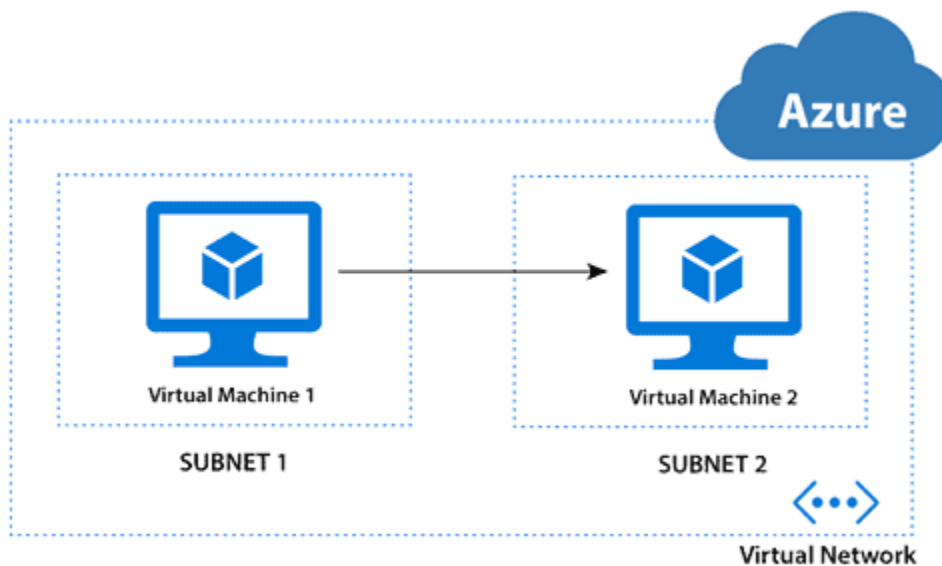 Azure
Virtual Machine 1
Virtual Machine 2
SUBNET 1
SUBNET 2
Virtual Network